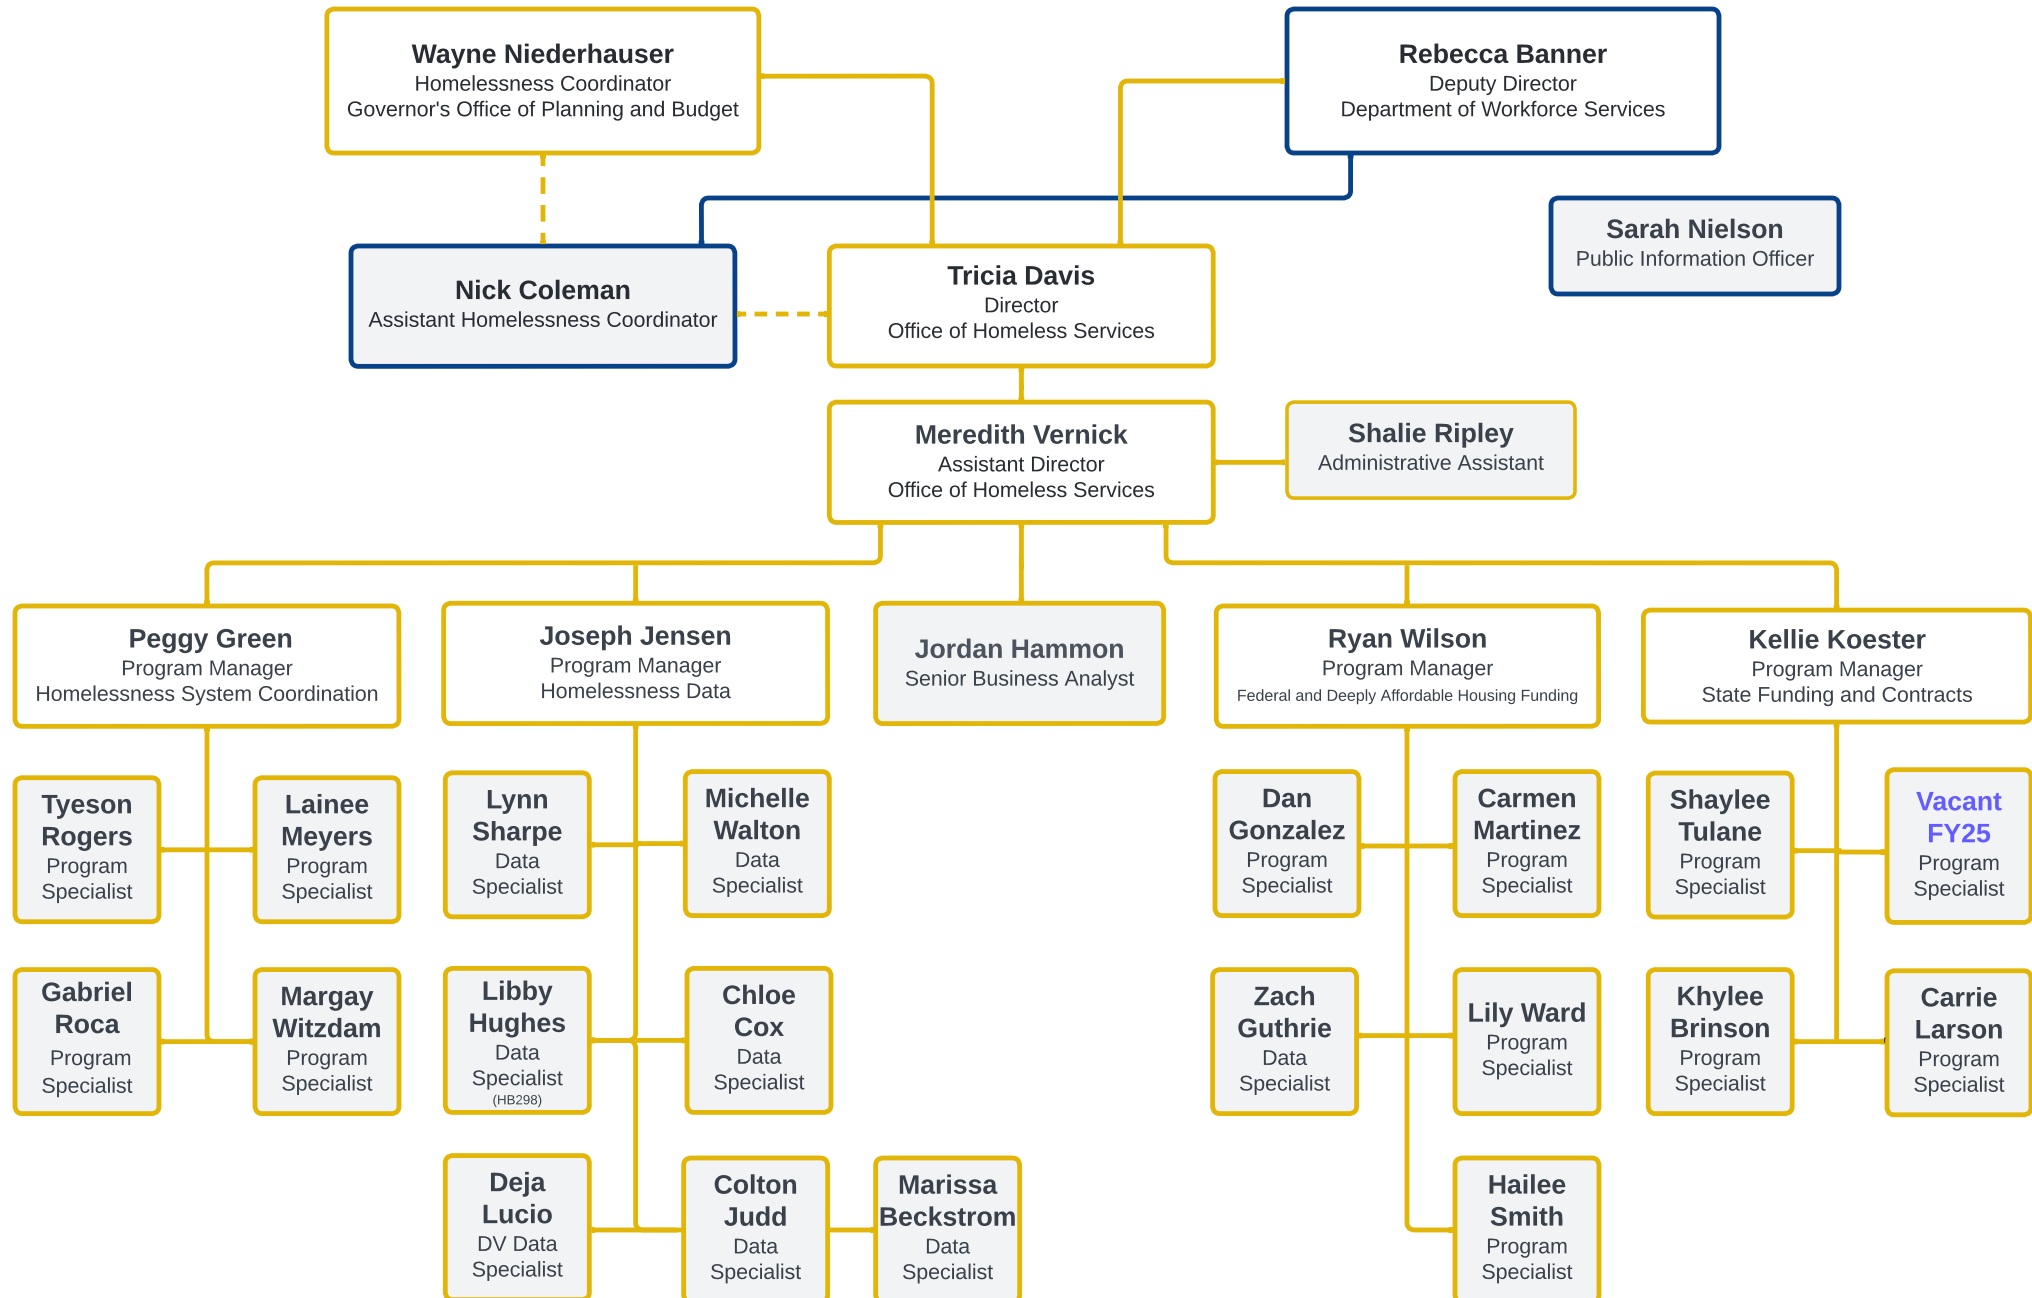 Wayne Niederhauser
Homelessness Coordinator
Governor's Office of Planning and Budget
Rebecca Banner
Deputy Director
Department of Workforce Services
Sarah Nielson
Public Information Officer
Nick Coleman
Assistant Homelessness Coordinator
Tricia Davis
Director
Office of Homeless Services
Meredith Vernick
Assistant Director
Office of Homeless Services
Shalie Ripley
Administrative Assistant
Peggy Green
Program Manager
Homelessness System Coordination
Joseph Jensen
Program Manager
Homelessness Data
Jordan Hammon
Senior Business Analyst
Ryan Wilson
Program Manager
Federal and Deeply Affordable Housing Funding
Kellie Koester
Program Manager
State Funding and Contracts
Tyeson
Rogers
Program
Specialist
Lainee
Meyers
Program
Specialist
Lynn
Sharpe
Data
Specialist
Michelle
Walton
Data
Specialist
Dan
Gonzalez
Program
Specialist
Carmen
Martinez
Program
Specialist
Shaylee
Tulane
Program
Specialist
Vacant
FY25
Program
Specialist
Gabriel
Roca
Program
Specialist
Margay
Witzdam
Program
Specialist
Libby
Hughes
Data
Specialist
(HB298)
Chloe
Cox
Data
Specialist
Zach
Guthrie
Data
Specialist
Lily Ward
Program
Specialist
Khylee
Brinson
Program
Specialist
Carrie
Larson
Program
Specialist
Deja
Lucio
DV Data
Specialist
Colton
Judd
Data
Specialist
Marissa
Beckstrom
Data
Specialist
Hailee
Smith
Program
Specialist